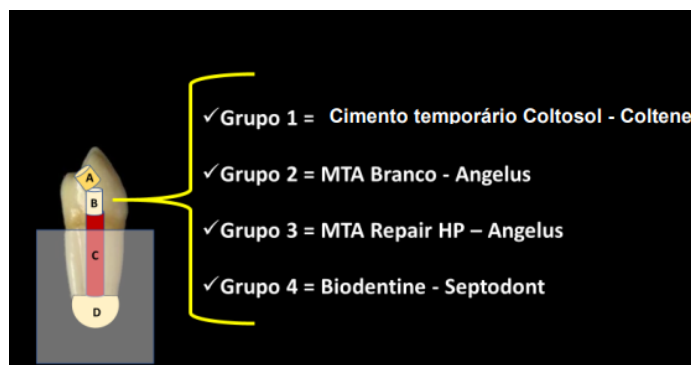 ✓Grupo 1 = Cimento temporário Coltosol - Coltene
A
✓Grupo 2 = MTA Branco - Angelus
B
✓Grupo 3 = MTA Repair HP – Angelus
C
✓Grupo 4 = Biodentine - Septodont
D